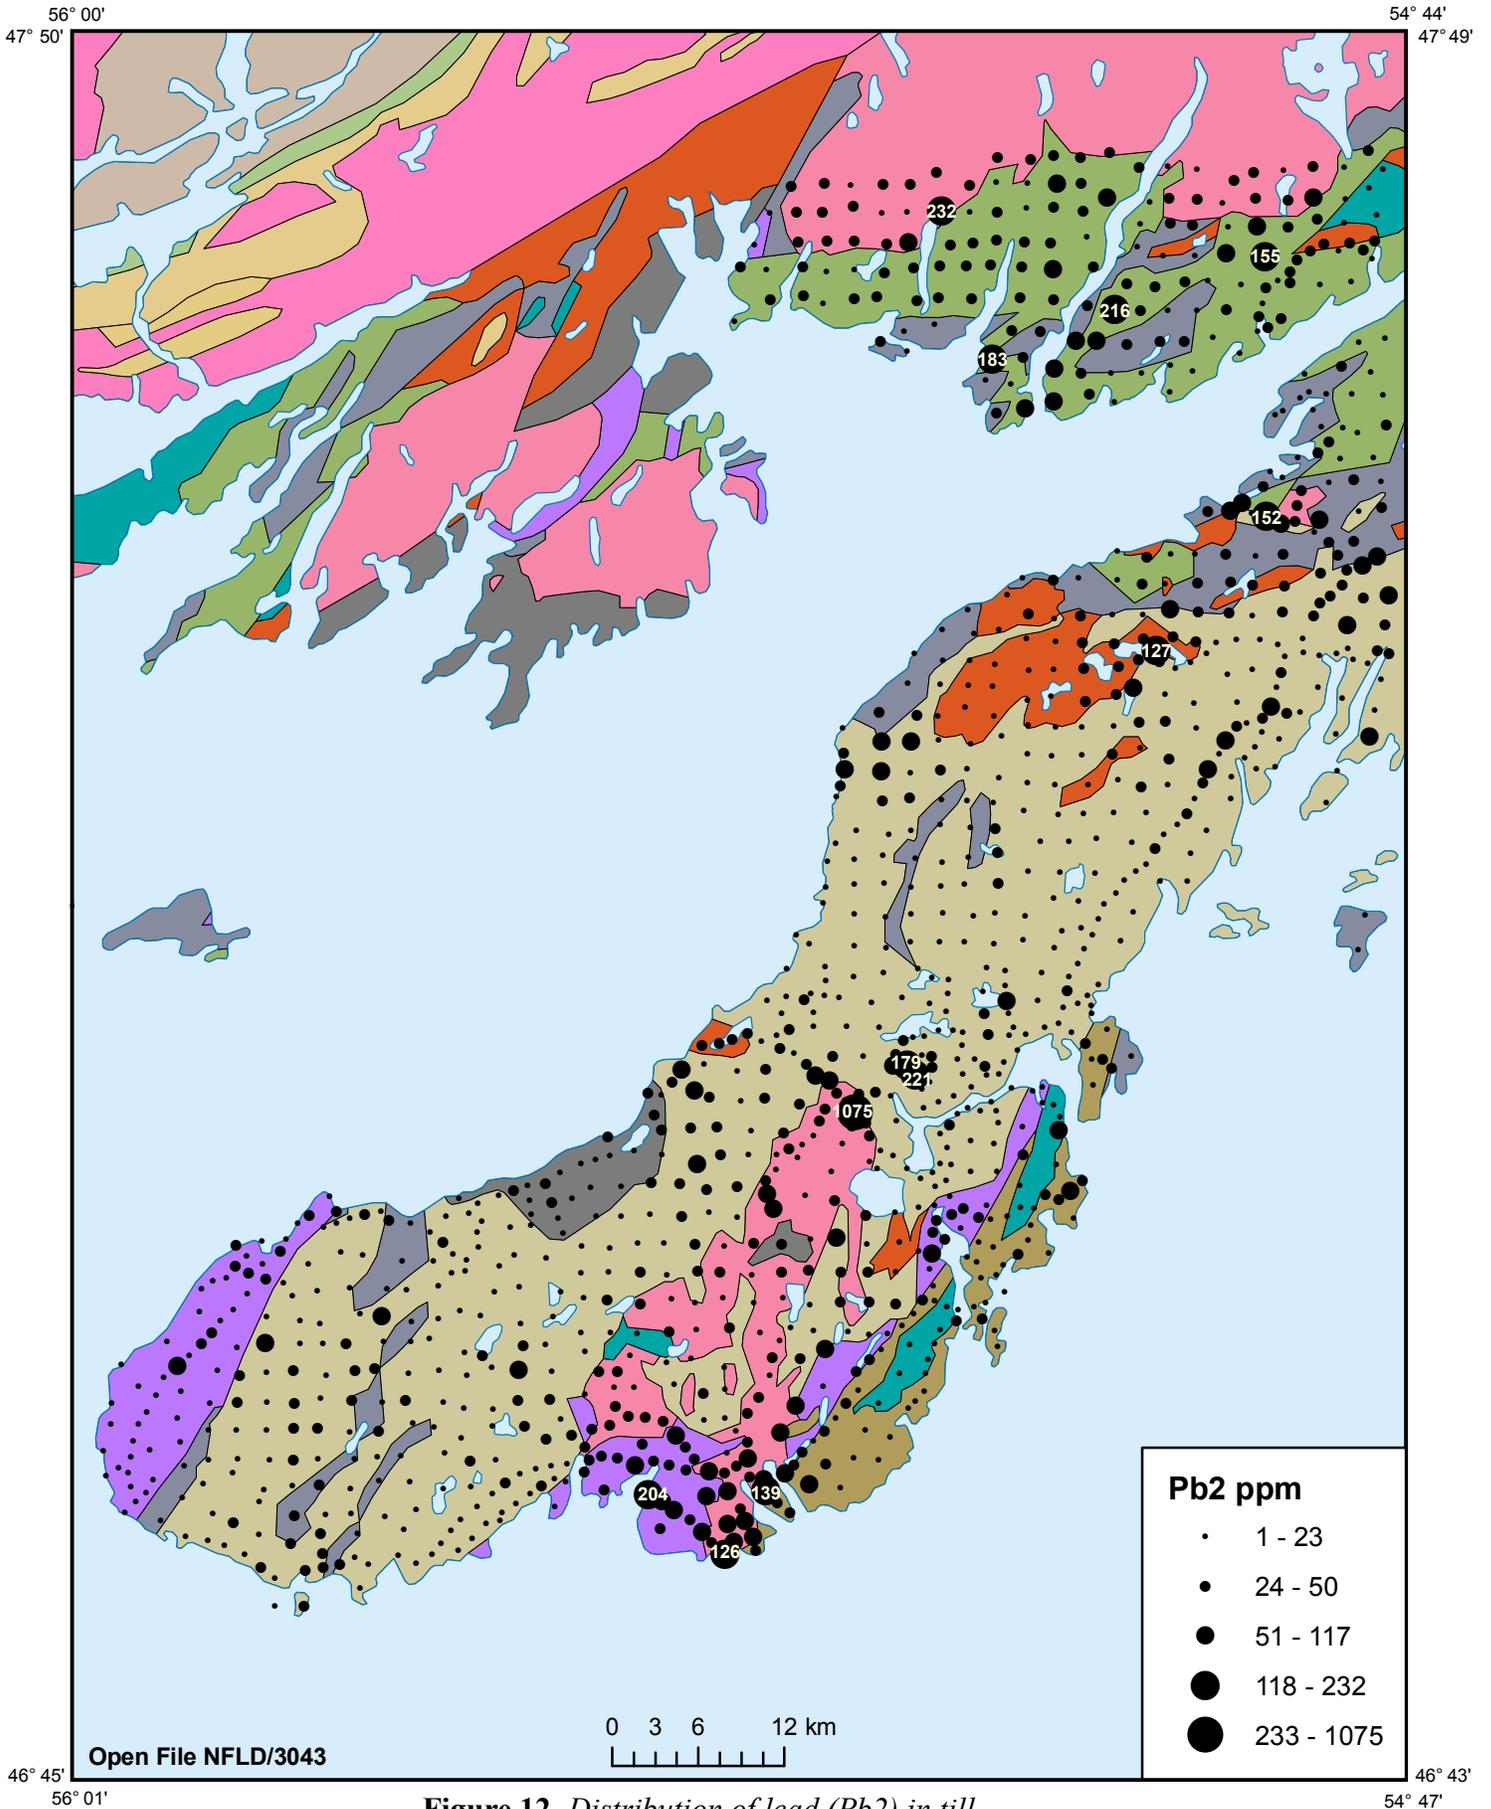 56° 00'
54° 44'
47° 50'
47° 49'
232
155
216
183
152
127
179
221
1075
204
139
126
Pb2 ppm
1 - 23
24 - 50
51 - 117
118 - 232
233 - 1075
0 3 6 12 km
Open File NFLD/3043
46° 45'
46° 43'
56° 01'
54° 47'
Figure 12. Distribution of lead (Pb2) in till